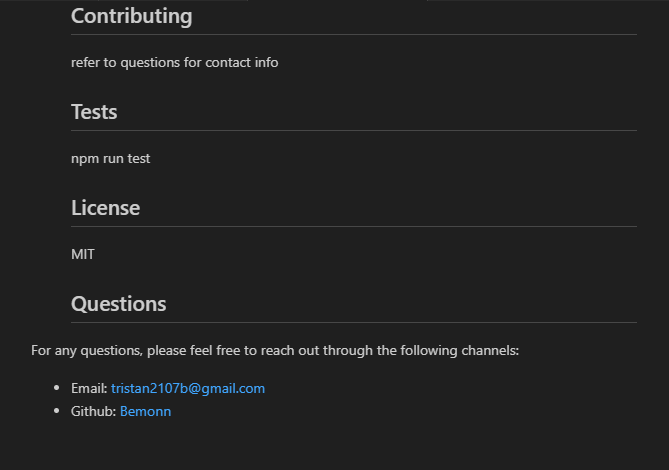 Contributing
refer to questions for contact info
Tests
npm run test
License
MIT
Questions
For any questions, please feel free to reach out through the following channels:
• Email: tristan2107b@gmail.com
• Github: Bemonn